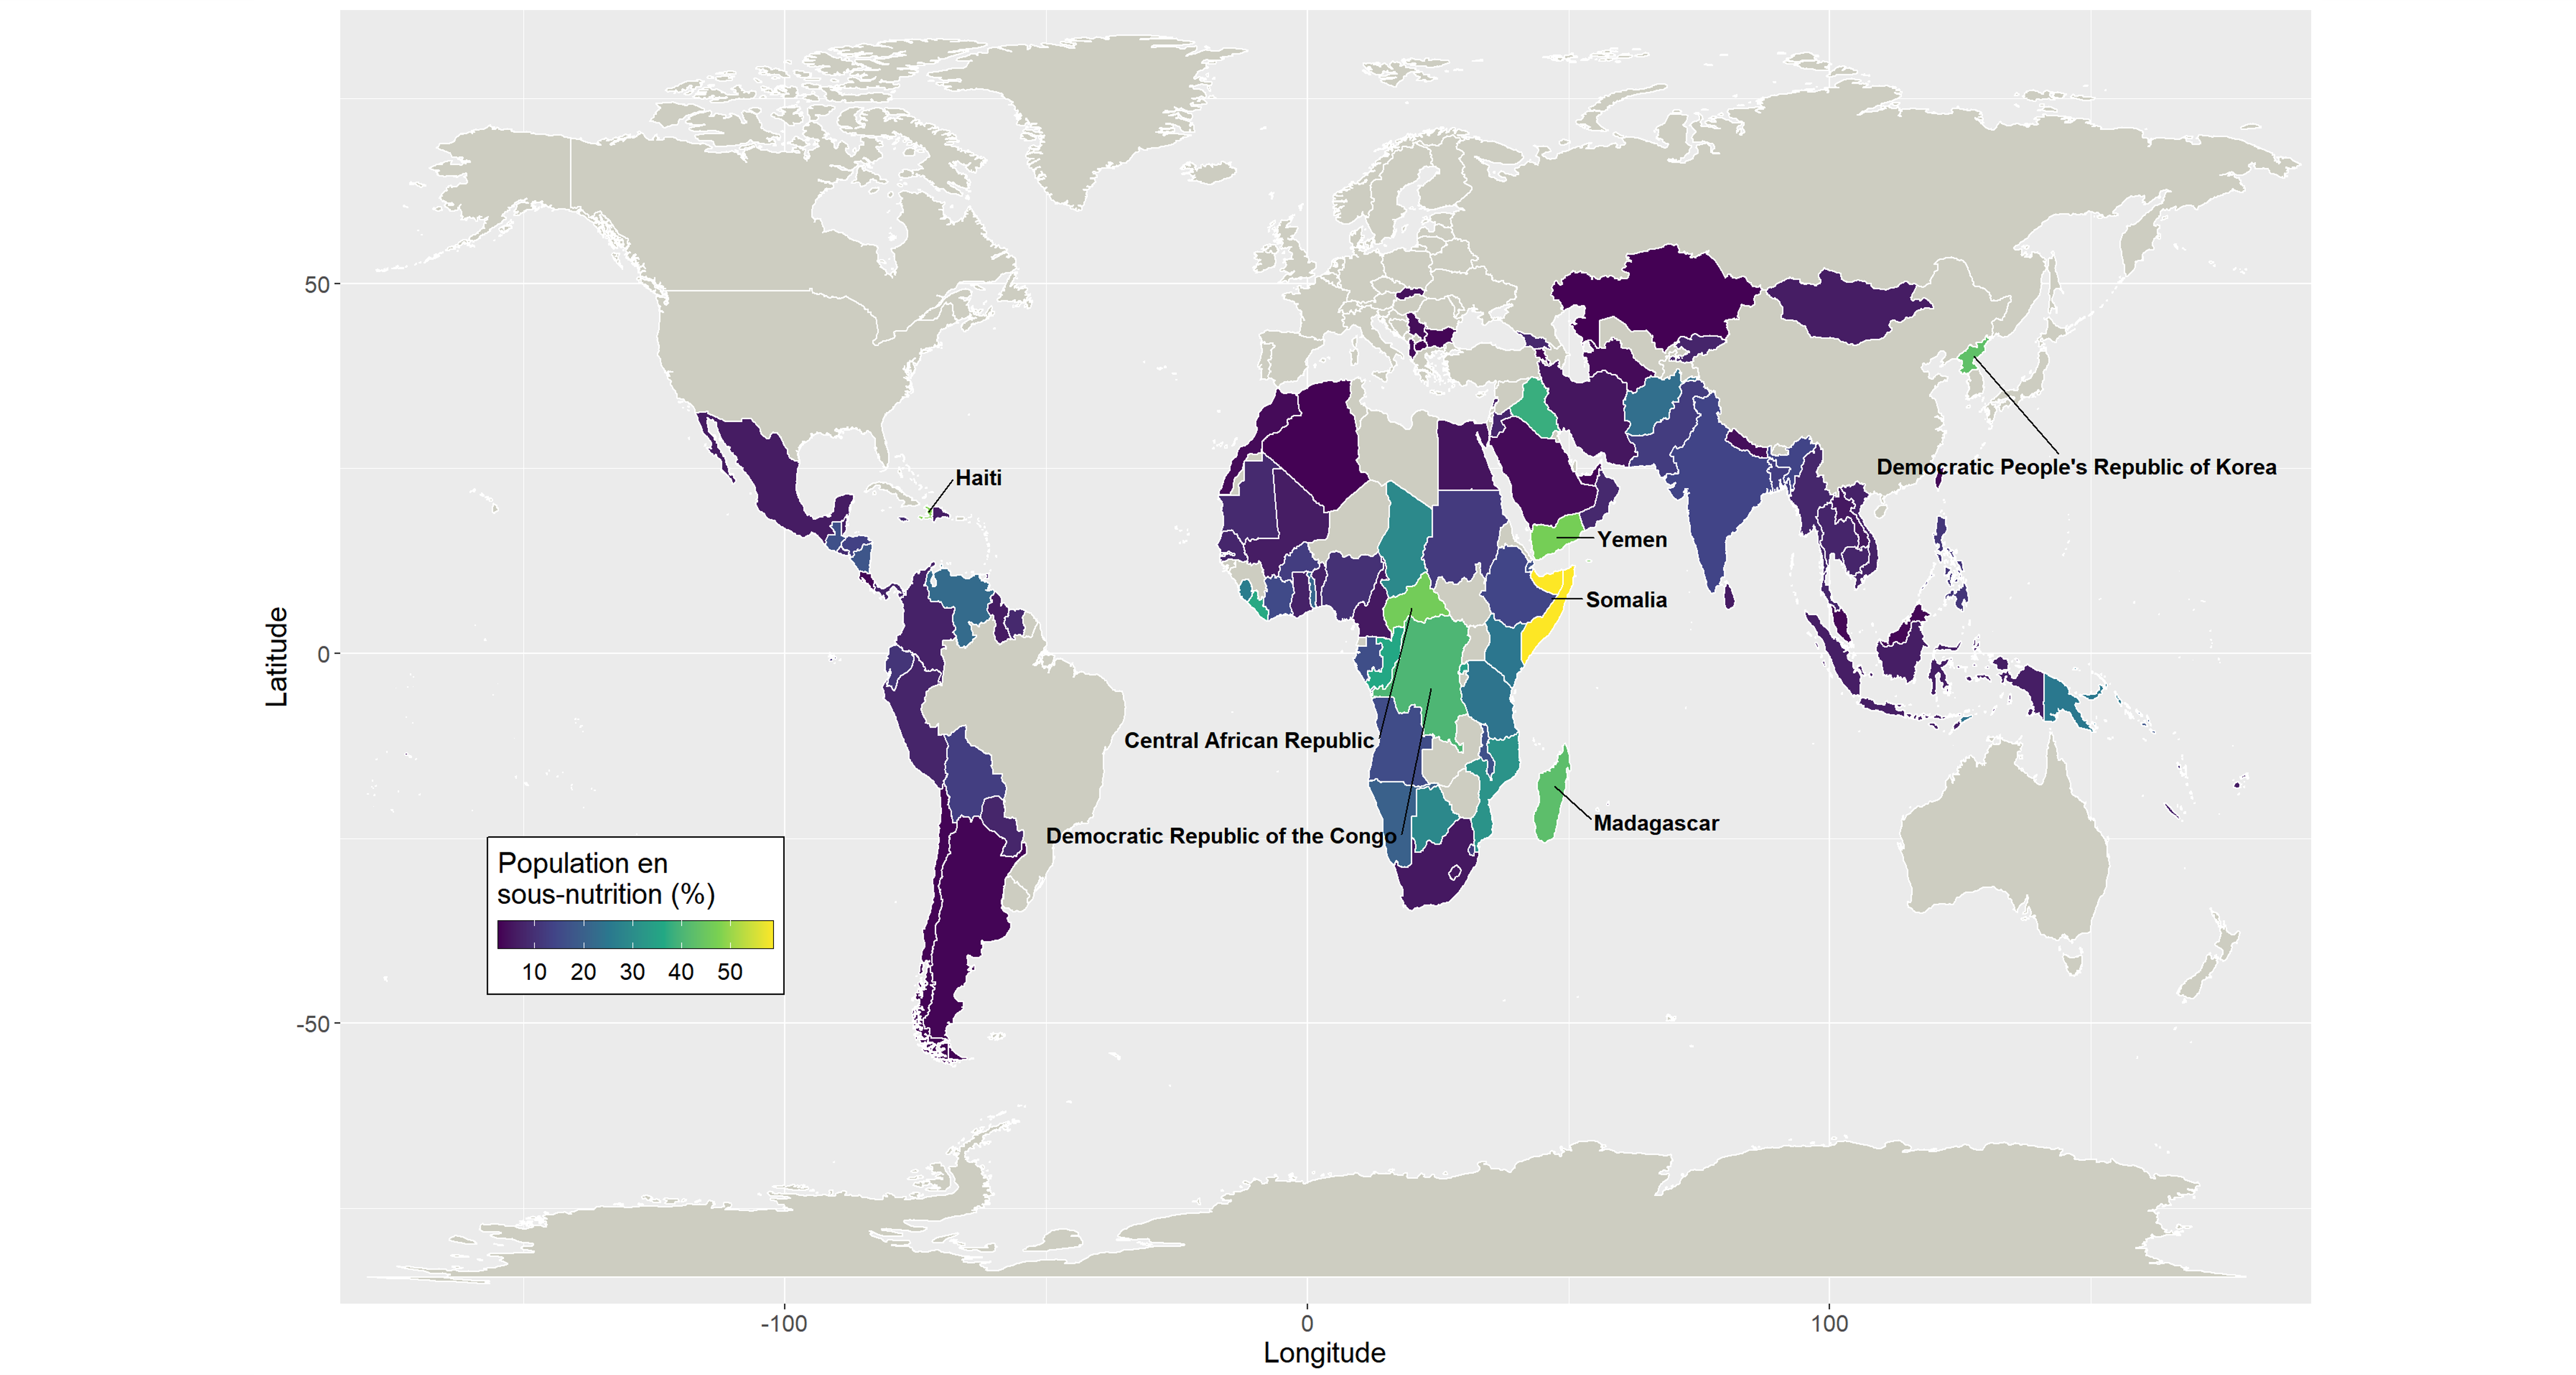 50
0
-50
Latitude
Haiti
Democratic People's Republic of Korea
Yemen
Somalia
Central African Republic
Madagascar
Democratic Republic of the Congo
Population en
sous-nutrition (%)
10 20 30 40 50
-100 0 100
Longitude